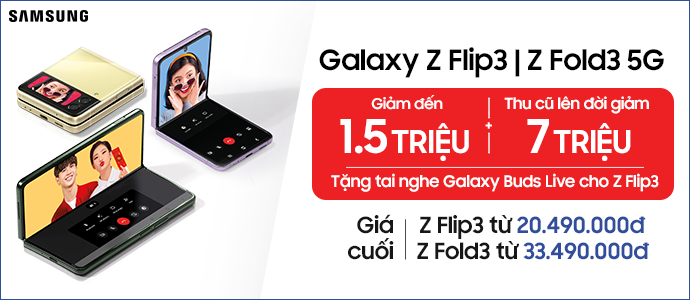 SAMSUNG
Galaxy Z Flip3 | Z Fold3 5G
Giảm đến
1.5 TRIỆU
+
Thu cũ lên đời giảm
7 TRIỆU
Tặng tai nghe Galaxy Buds Live cho Z Flip3
Giá cuối
Z Flip3 từ 20.490.000đ
Z Fold3 từ 33.490.000đ